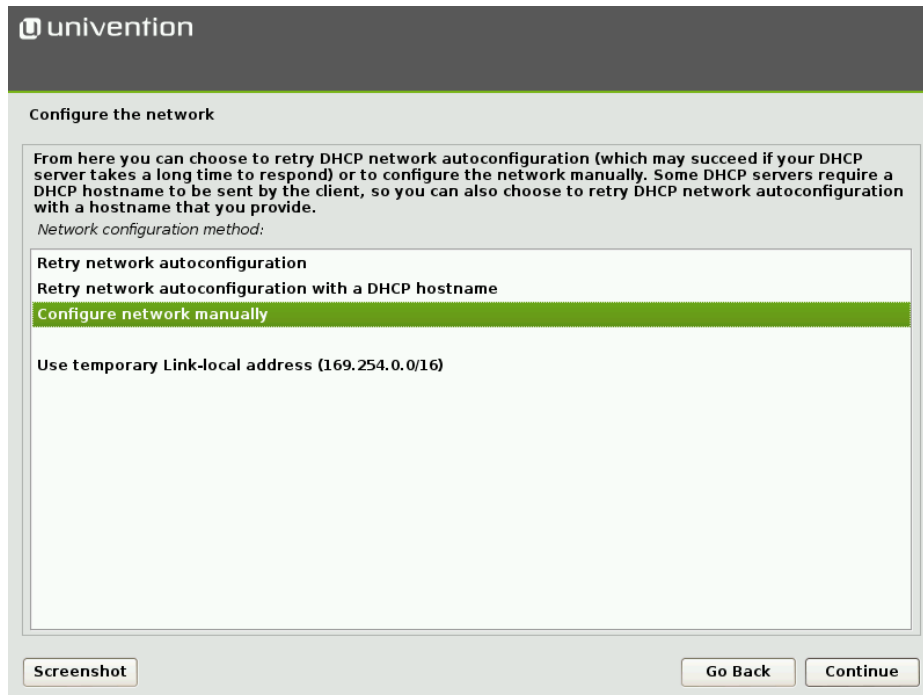 univention
Configure the network
From here you can choose to retry DHCP network autoconfiguration (which may succeed if your DHCP
server takes a long time to respond) or to configure the network manually. Some DHCP servers require a
DHCP hostname to be sent by the client, so you can also choose to retry DHCP network autoconfiguration
with a hostname that you provide.
Network configuration method:
Retry network autoconfiguration
Retry network autoconfiguration with a DHCP hostname
Configure network manually
Use temporary Link-local address (169.254.0.0/16)
Screenshot
Go Back
Continue